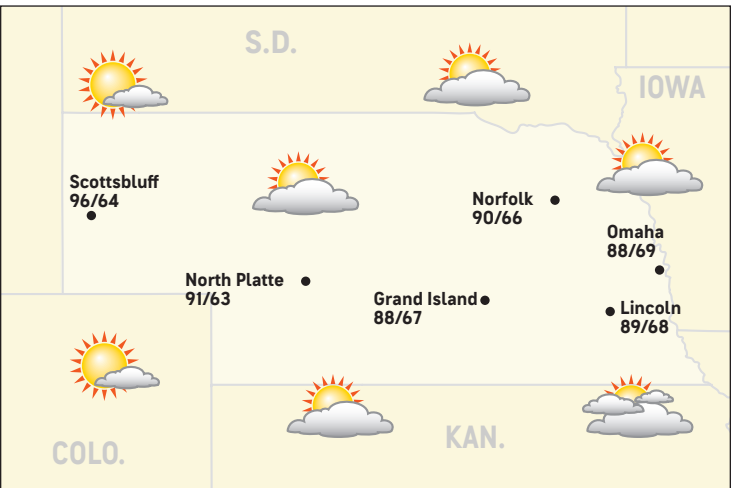 S.D.
IOWA
Scottsbluff
96/64
Norfolk
90/66
Omaha
88/69
North Platte
91/63
Grand Island
88/67
Lincoln
89/68
COLO.
KAN.